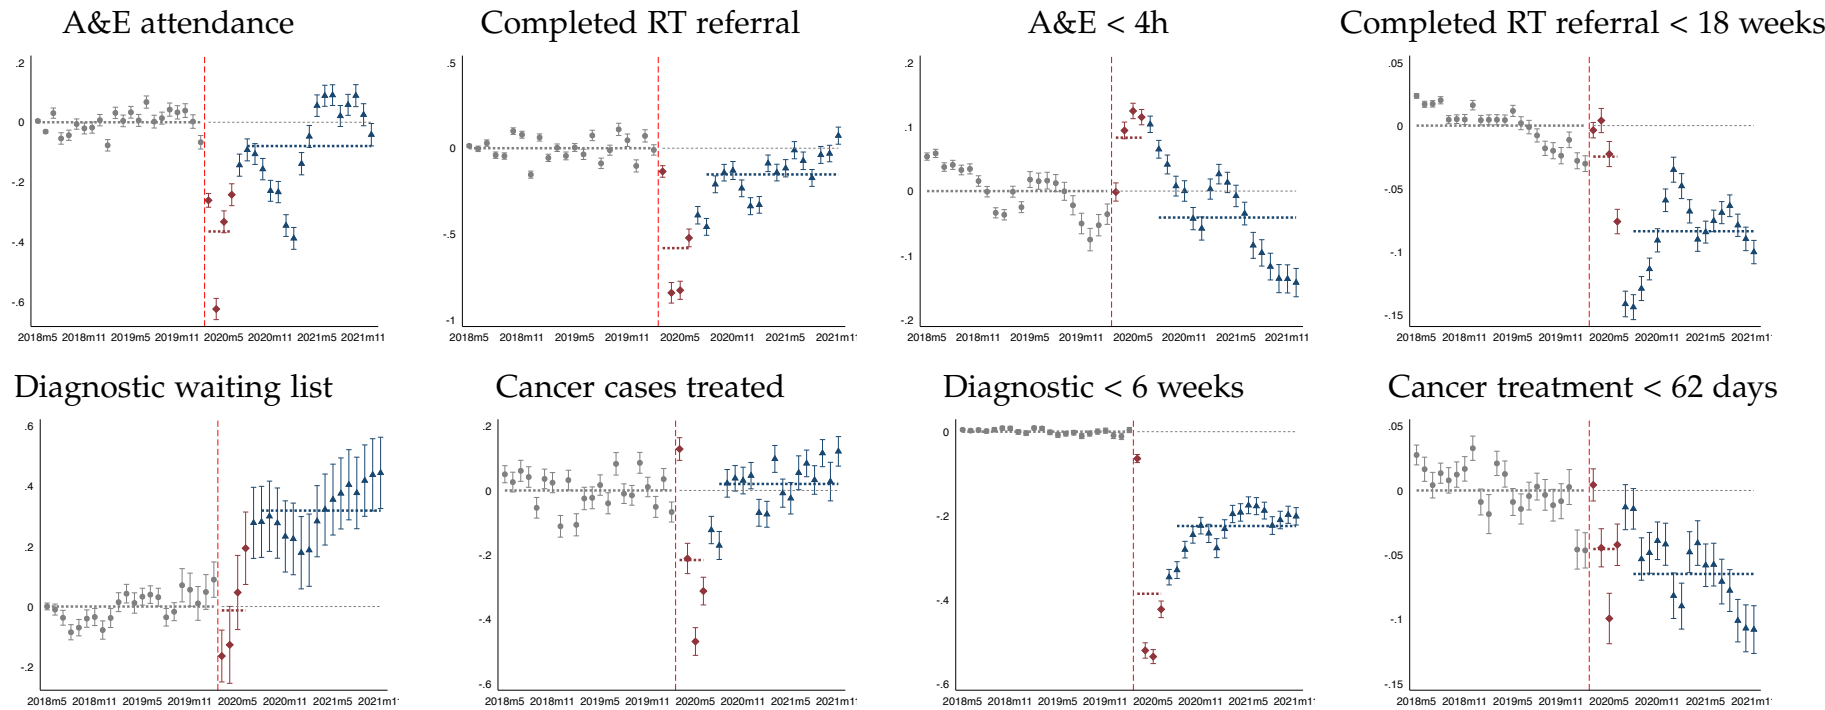 A&E attendance
.2
0
-.2
-.4
-.6
2018m5 2018m11 2019m5 2019m11 2020m5 2020m11 2021m5 2021m11
Completed RT referral
.5
0
-.5
-1
2018m5 2018m11 2019m5 2019m11 2020m5 2020m11 2021m5 2021m11
A&E < 4h
.2
.1
0
-.1
-.2
2018m5 2018m11 2019m5 2019m11 2020m5 2020m11 2021m5 2021m11
Completed RT referral < 18 weeks
.05
0
-.05
-.1
-.15
2018m5 2018m11 2019m5 2019m11 2020m5 2020m11 2021m5 2021m1
Diagnostic waiting list
.6
.4
.2
0
-.2
2018m5 2018m11 2019m5 2019m11 2020m5 2020m11 2021m5 2021m1
Cancer cases treated
.2
0
-.2
-.4
-.6
2018m5 2018m11 2019m5 2019m11 2020m5 2020m11 2021m5 2021m11
Diagnostic < 6 weeks
0
-.2
-.4
-.6
2018m5 2018m11 2019m5 2019m11 2020m5 2020m11 2021m5 2021m11
Cancer treatment < 62 days
.05
0
-.05
-.1
-.15
2018m5 2018m11 2019m5 2019m11 2020m5 2020m11 2021m5 2021m1